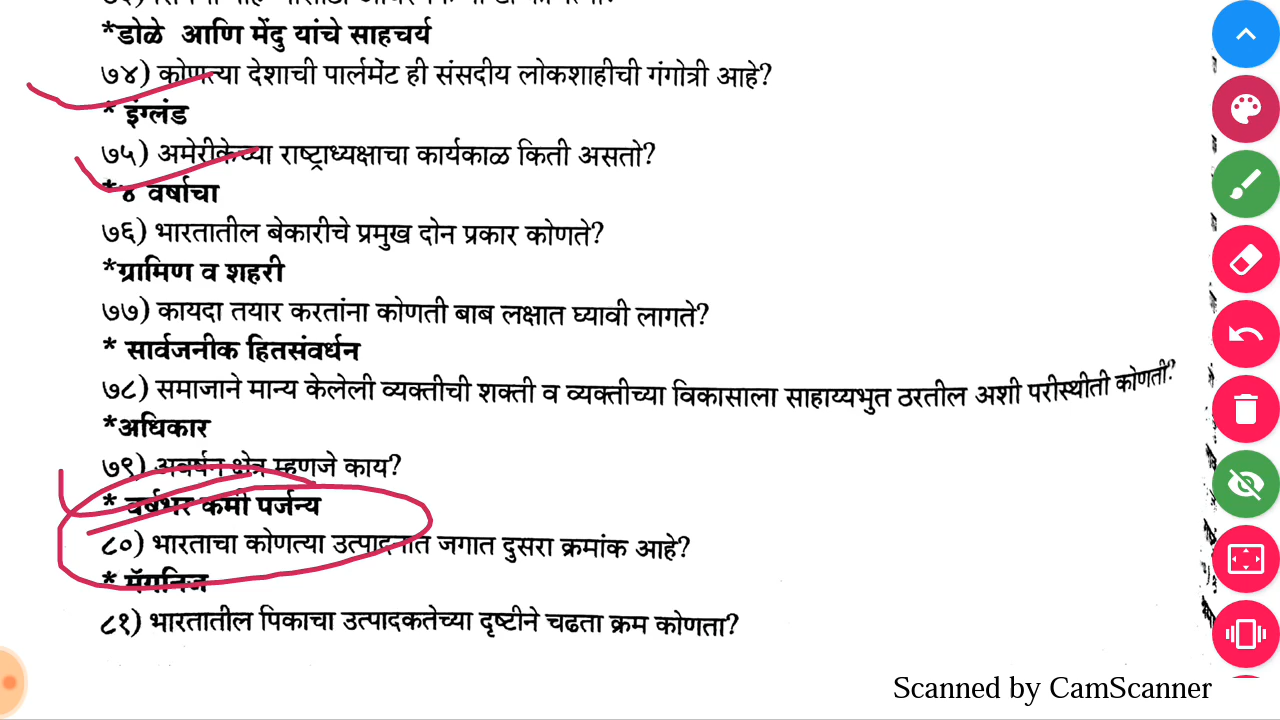 *डोळे आणि मेंदु यांचे साहचर्य
७४) कोणत्या देशाची पार्लमेंट ही संसदीय लोकशाहीची गंगोत्री आहे?
* इंग्लंड
७५) अमेरीकेच्या राष्ट्राध्यक्षाचा कार्यकाळ किती असतो?
*४ वर्षाचा
७६) भारतातील बेकारीचे प्रमुख दोन प्रकार कोणते?
*ग्रामिण व शहरी
७७) कायदा तयार करतांना कोणती बाब लक्षात घ्यावी लागते?
* सार्वजनीक हितसंवर्धन
७८) समाजाने मान्य केलेली व्यक्तीची शक्ती व व्यक्तीच्या विकासाला साहाय्यभुत ठरतील अशी परीस्थीती कोणती?
*अधिकार
७९) अवर्षन क्षेत्र म्हणजे काय?
* वर्षभर कमी पर्जन्य
८०) भारताचा कोणत्या उत्पादनात जगात दुसरा क्रमांक आहे?
* मॅगनिज
८१) भारतातील पिकाचा उत्पादकतेच्या दृष्टीने चढता क्रम कोणता?
Scanned by CamScanner